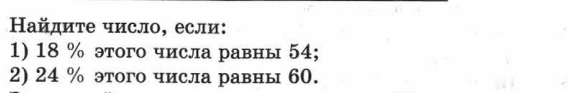 Найдите число, если:
1) 18 % этого числа равны 54;
2) 24 % этого числа равны 60.